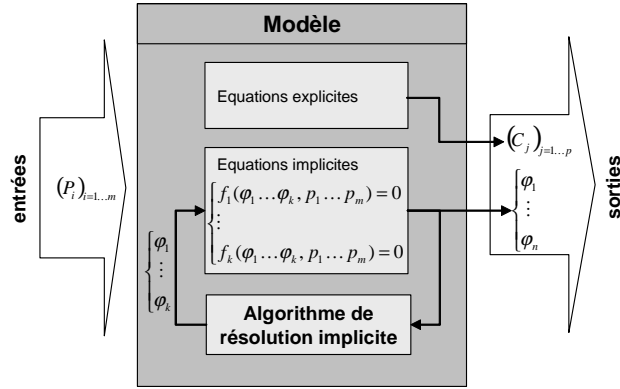 Modèle
entrées
(P_i)_{i=1…m}
Equations explicites
(C_j)_{j=1…p}
Equations implicites
f_1(φ_1…φ_k, p_1…p_m)=0
⋮
f_k(φ_1…φ_k, p_1…p_m)=0
φ_1
⋮
φ_k
φ_1
⋮
φ_n
sorties
Algorithme de
résolution implicite